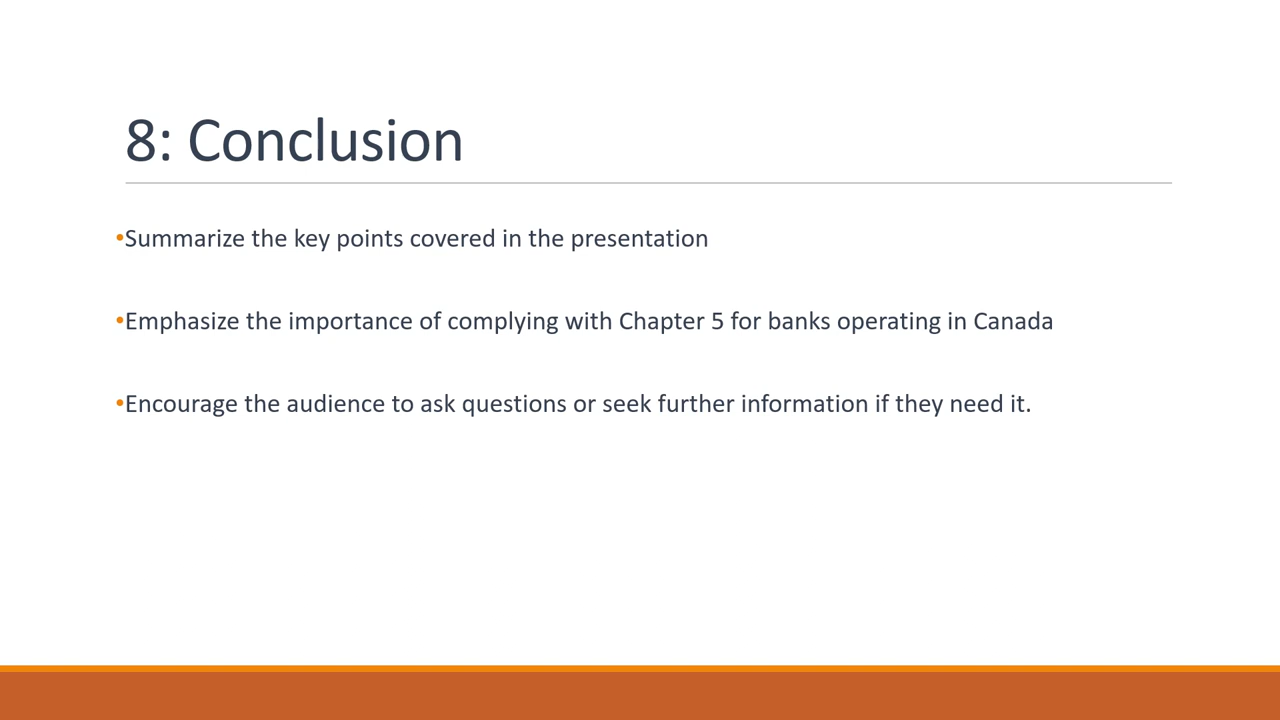 8: Conclusion
•Summarize the key points covered in the presentation
•Emphasize the importance of complying with Chapter 5 for banks operating in Canada
•Encourage the audience to ask questions or seek further information if they need it.